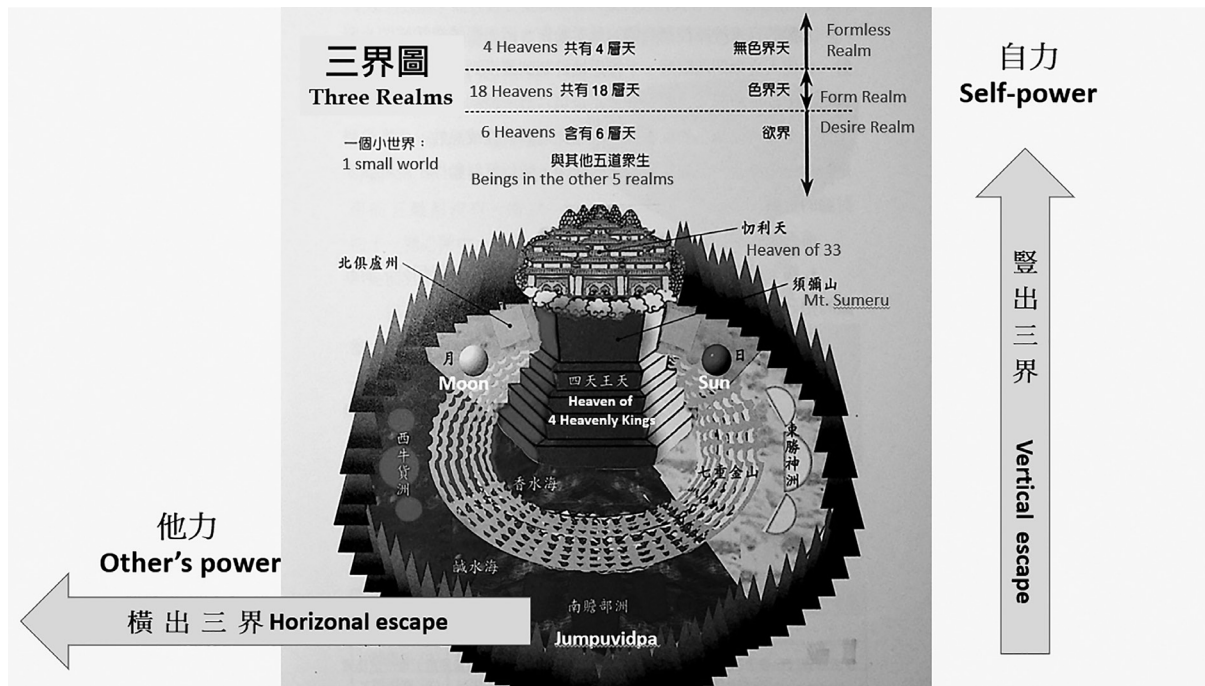 三界圖
Three Realms
4 Heavens 共有4層天 無色界天
Formless
Realm
18 Heavens 共有18層天 色界天
Form Realm
6 Heavens 含有6層天 欲界
Desire Realm
與其他五道衆生
Beings in the other 5 realms
一個小世界：
1 small world
自力
Self-power
豎出三界
Vertical escape
忉利天
Heaven of 33
北俱盧州
須彌山
Mt. Sumeru
月
Moon
日
Sun
四天王天
Heaven of
4 Heavenly Kings
西牛貨洲
東勝神洲
七重金山
香水海
鹹水海
南贍部洲
Jumpuvidpa
他力
Other's power
橫出三界 Horizonal escape